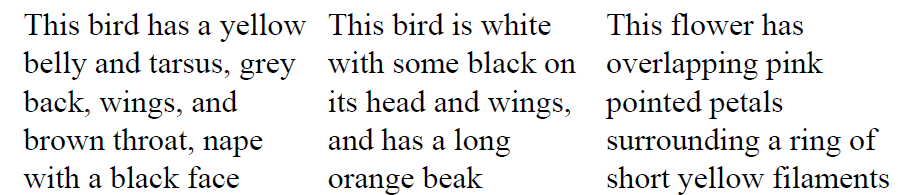 This bird has a yellow
belly and tarsus, grey
back, wings, and
brown throat, nape
with a black face
This bird is white
with some black on
its head and wings,
and has a long
orange beak
This flower has
overlapping pink
pointed petals
surrounding a ring of
short yellow filaments